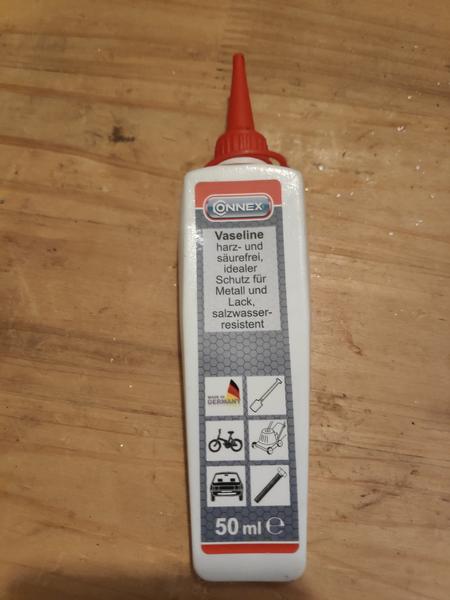 CONNEX
Vaseline
harz- und
säurefrei,
idealer
Schutz für
Metall und
Lack,
salzwasser-
resistent
MADE IN
GERMANY
50 ml ℮